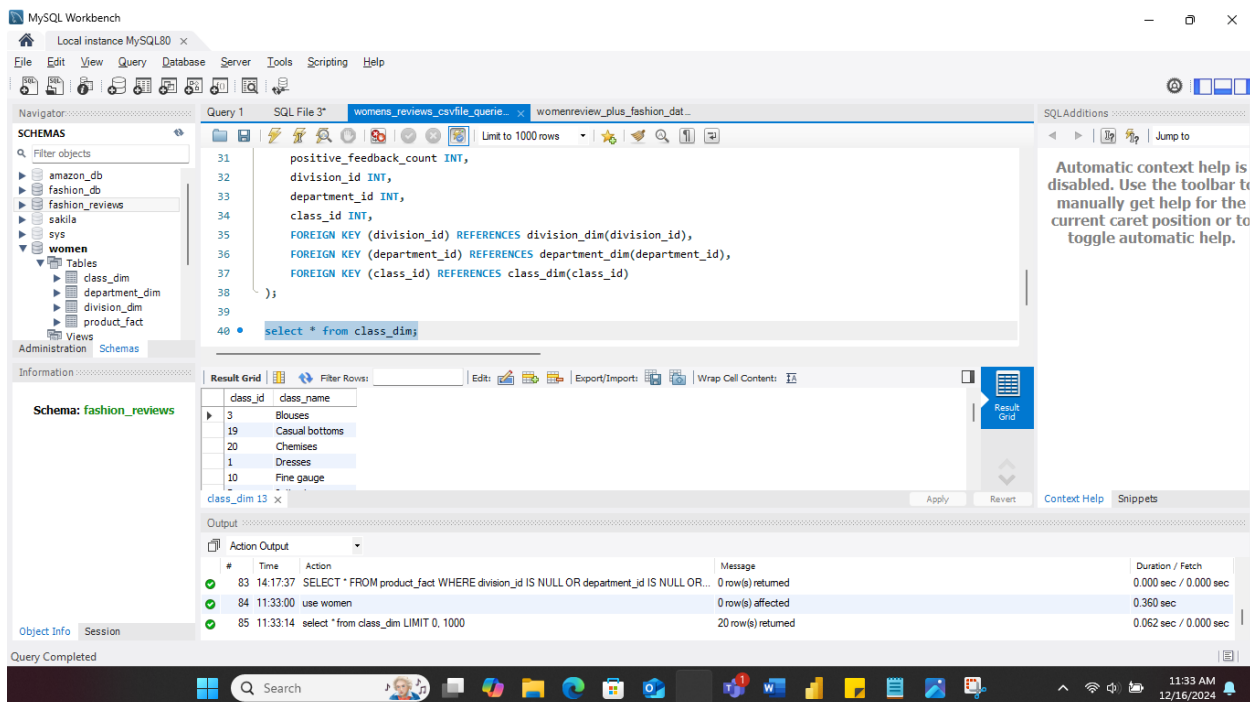 MySQL Workbench
Local instance MySQL80
File Edit View Query Database Server Tools Scripting Help
Navigator
SCHEMAS
Filter objects
amazon_db
fashion_db
fashion_reviews
sakila
sys
women
Tables
class_dim
department_dim
division_dim
product_fact
Views
Administration Schemas
Information
Schema: fashion_reviews
Object Info Session
Query 1 SQL File 3* womens_reviews_csvfile_querie... womenreview_plus_fashion_dat...
Limit to 1000 rows
31 positive_feedback_count INT,
32 division_id INT,
33 department_id INT,
34 class_id INT,
35 FOREIGN KEY (division_id) REFERENCES division_dim(division_id),
36 FOREIGN KEY (department_id) REFERENCES department_dim(department_id),
37 FOREIGN KEY (class_id) REFERENCES class_dim(class_id)
38 );
39
40 select * from class_dim;
Result Grid Filter Rows: Edit: Export/Import: Wrap Cell Content:
class_id class_name
3 Blouses
19 Casual bottoms
20 Chemises
1 Dresses
10 Fine gauge
Result
Grid
class_dim 13 Apply Revert
SQLAdditions
Jump to
Automatic context help is
disabled. Use the toolbar to
manually get help for the
current caret position or to
toggle automatic help.
Context Help Snippets
Output
Action Output
# Time Action Message Duration / Fetch
83 14:17:37 SELECT * FROM product_fact WHERE division_id IS NULL OR department_id IS NULL OR... 0 row(s) returned 0.000 sec / 0.000 sec
84 11:33:00 use women 0 row(s) affected 0.360 sec
85 11:33:14 select * from class_dim LIMIT 0, 1000 20 row(s) returned 0.062 sec / 0.000 sec
Query Completed
Search
11:33 AM
12/16/2024